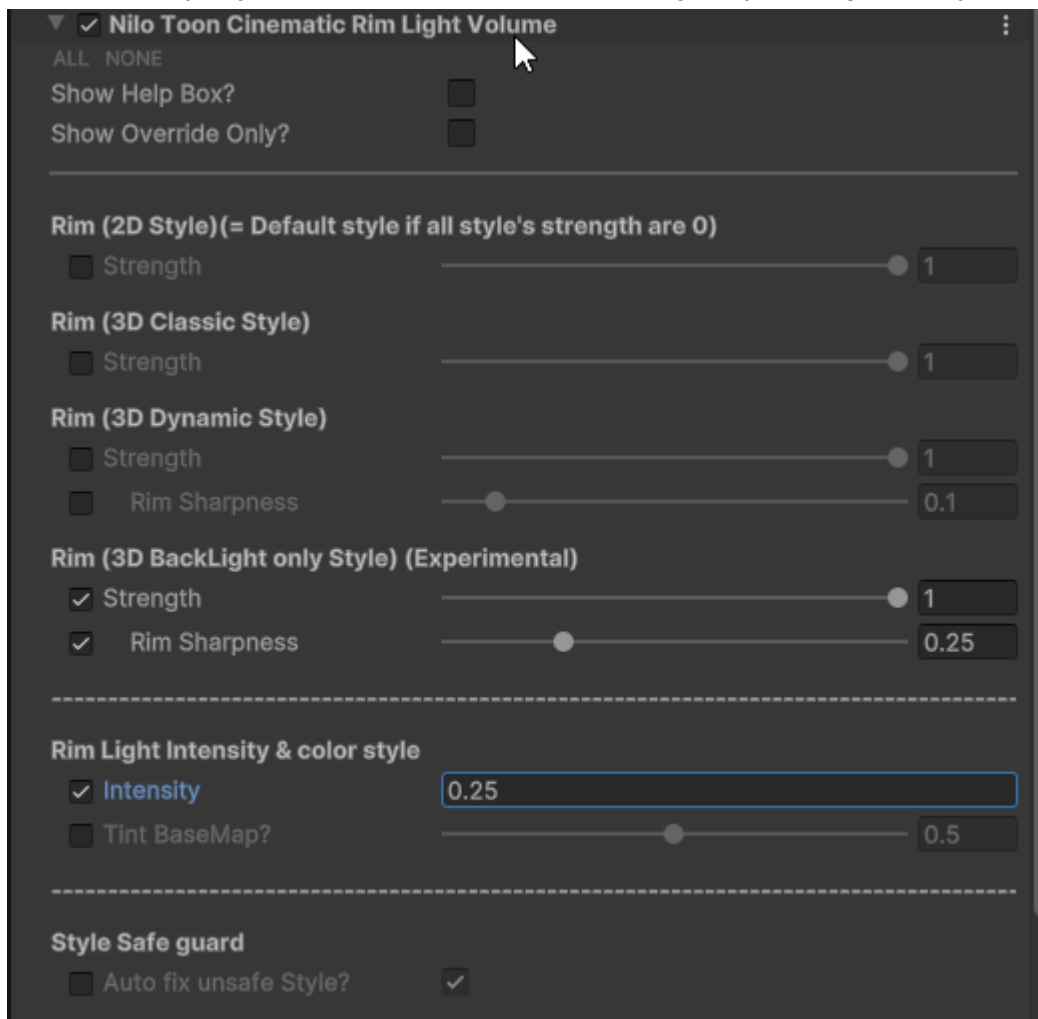 Nilo Toon Cinematic Rim Light Volume
ALL NONE
Show Help Box?
Show Override Only?
Rim (2D Style)(= Default style if all style's strength are 0)
Strength 1
Rim (3D Classic Style)
Strength 1
Rim (3D Dynamic Style)
Strength 1
Rim Sharpness 0.1
Rim (3D BackLight only Style) (Experimental)
Strength 1
Rim Sharpness 0.25
Rim Light Intensity & color style
Intensity 0.25
Tint BaseMap? 0.5
Style Safe guard
Auto fix unsafe Style?